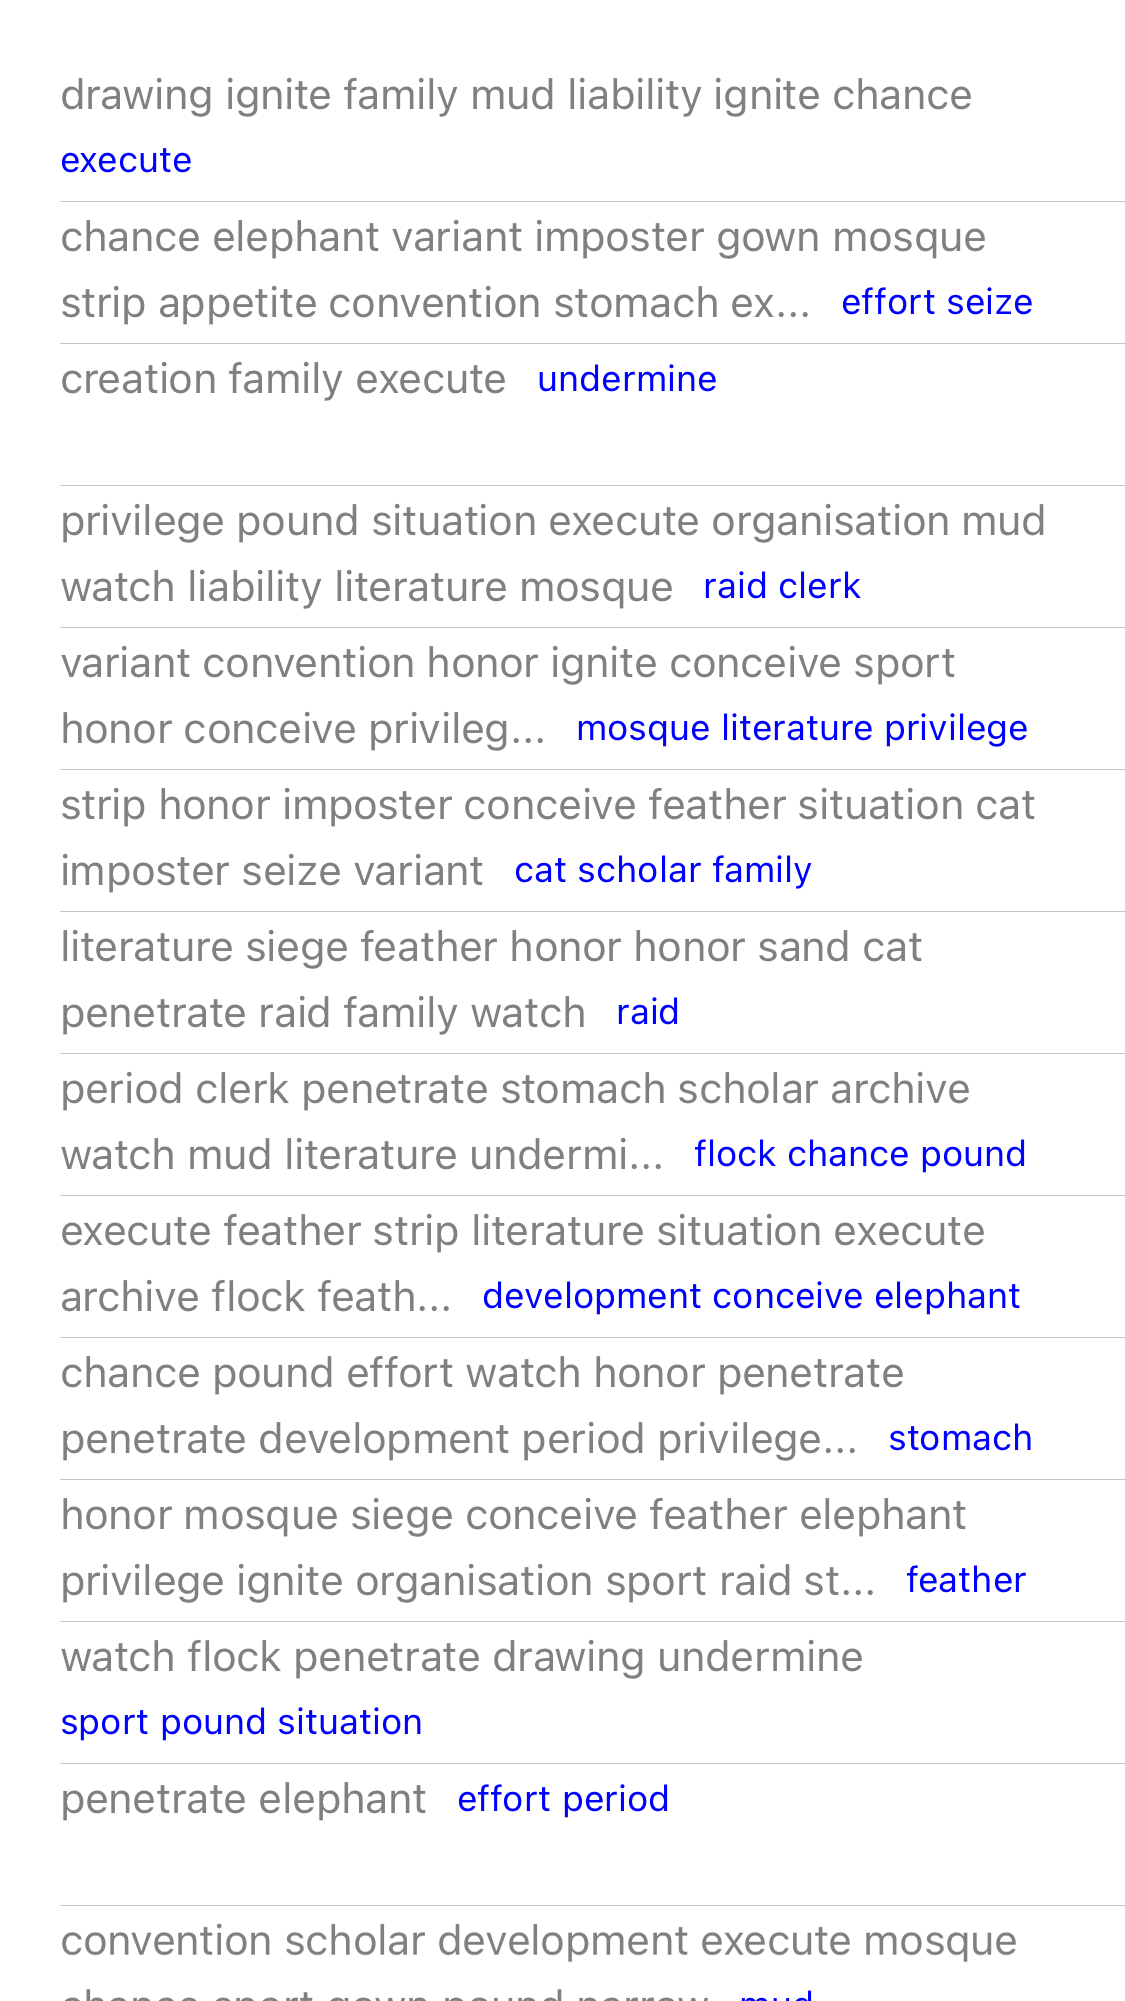 drawing ignite family mud liability ignite chance
execute
chance elephant variant imposter gown mosque
strip appetite convention stomach ex... effort seize
creation family execute undermine
privilege pound situation execute organisation mud
watch liability literature mosque raid clerk
variant convention honor ignite conceive sport
honor conceive privileg... mosque literature privilege
strip honor imposter conceive feather situation cat
imposter seize variant cat scholar family
literature siege feather honor honor sand cat
penetrate raid family watch raid
period clerk penetrate stomach scholar archive
watch mud literature undermi... flock chance pound
execute feather strip literature situation execute
archive flock feath... development conceive elephant
chance pound effort watch honor penetrate
penetrate development period privilege... stomach
honor mosque siege conceive feather elephant
privilege ignite organisation sport raid st... feather
watch flock penetrate drawing undermine
sport pound situation
penetrate elephant effort period
convention scholar development execute mosque
chance sport gown pound narrow mud